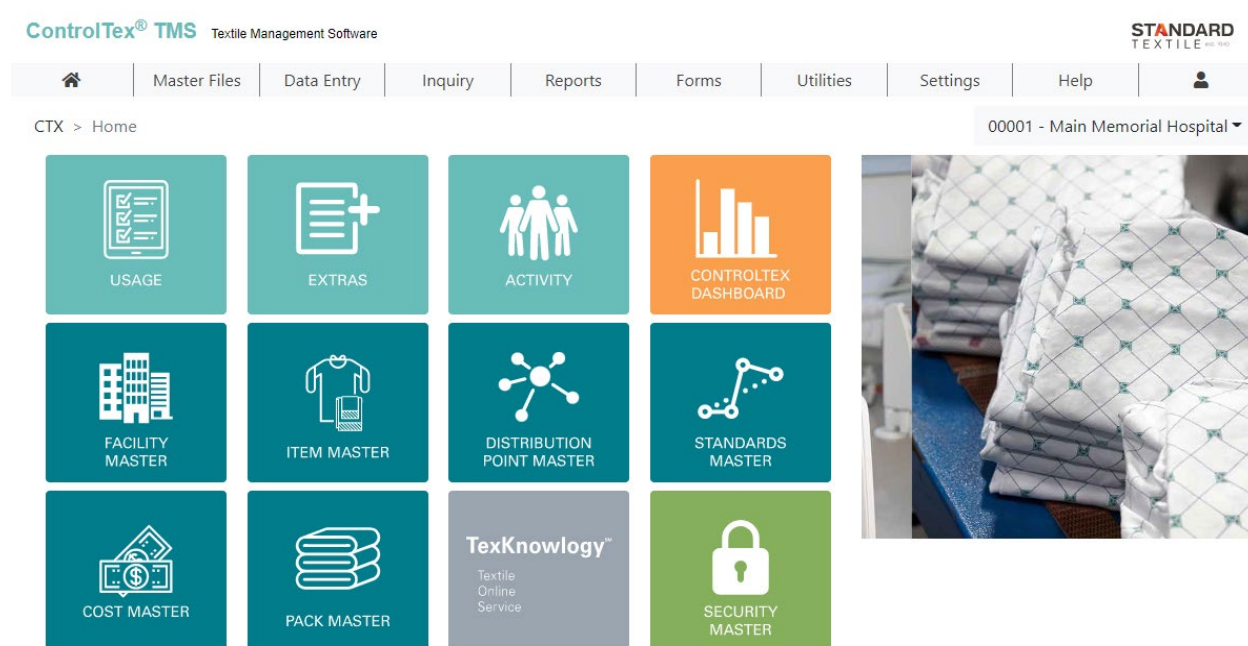 ControlTex® TMS Textile Management Software
STANDARD
TEXTILE
Master Files Data Entry Inquiry Reports Forms Utilities Settings Help
CTX > Home
00001 - Main Memorial Hospital
USAGE
EXTRAS
ACTIVITY
CONTROLTEX
DASHBOARD
FACILITY
MASTER
ITEM MASTER
DISTRIBUTION
POINT MASTER
STANDARDS
MASTER
COST MASTER
PACK MASTER
TexKnowlogy™
Textile
Online
Service
SECURITY
MASTER